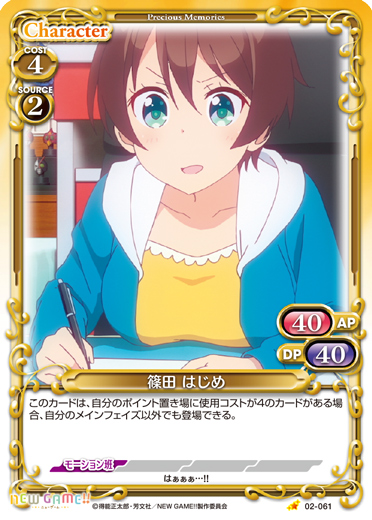 Precious Memories
Character
COST
4
SOURCE
2
40 AP
DP 40
篠田 はじめ
このカードは、自分のポイント置き場に使用コストが4のカードがある場
合、自分のメインフェイズ以外でも登場できる。
モーション班
はぁぁぁ…!!
NEW GAME!!
©得能正太郎・芳文社／NEW GAME!!製作委員会
02-061